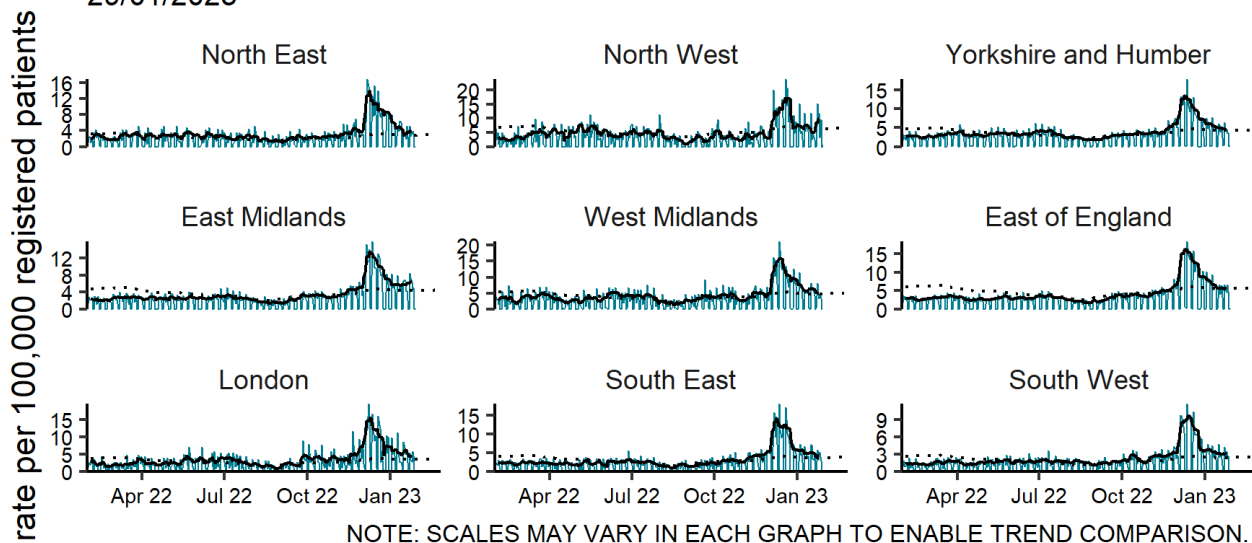 rate per 100,000 registered patients
North East
16
12
8
4
0
North West
20
15
10
5
0
Yorkshire and Humber
15
10
5
0
East Midlands
12
8
4
0
West Midlands
20
15
10
5
0
East of England
15
10
5
0
London
15
10
5
0
Apr 22 Jul 22 Oct 22 Jan 23
South East
15
10
5
0
Apr 22 Jul 22 Oct 22 Jan 23
South West
9
6
3
0
Apr 22 Jul 22 Oct 22 Jan 23
NOTE: SCALES MAY VARY IN EACH GRAPH TO ENABLE TREND COMPARISON.